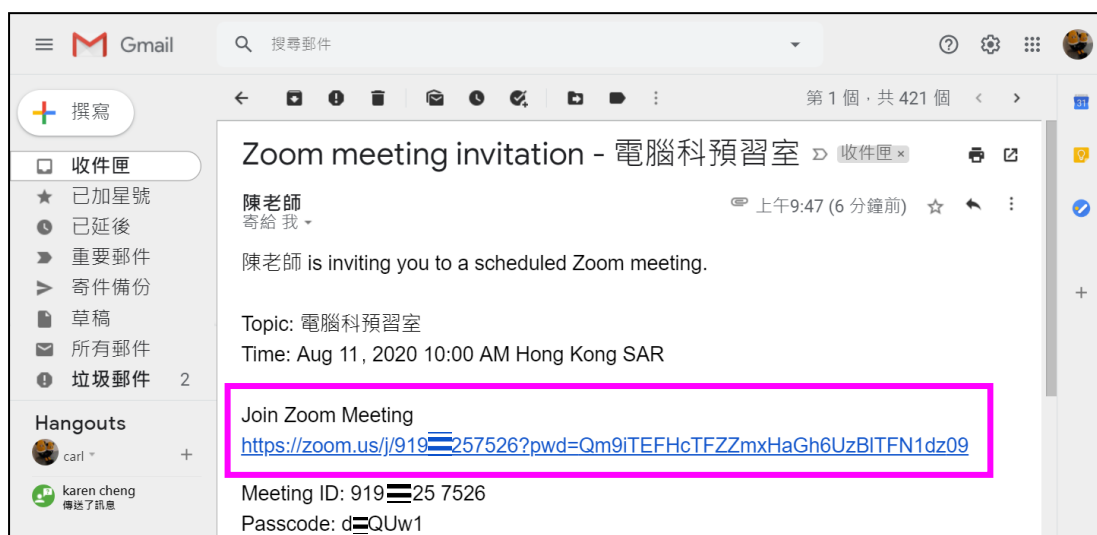 Gmail
搜尋郵件
撰寫
第 1 個，共 421 個
31
收件匣
已加星號
已延後
重要郵件
寄件備份
草稿
所有郵件
垃圾郵件 2
Hangouts
carl
karen cheng
傳送了訊息
Zoom meeting invitation - 電腦科預習室 收件匣 ×
陳老師 上午9:47 (6 分鐘前)
寄給 我
陳老師 is inviting you to a scheduled Zoom meeting.
Topic: 電腦科預習室
Time: Aug 11, 2020 10:00 AM Hong Kong SAR
Join Zoom Meeting
https://zoom.us/j/919 257526?pwd=Qm9iTEFHcTFZZmxHaGh6UzBITFN1dz09
Meeting ID: 919 25 7526
Passcode: d QUw1